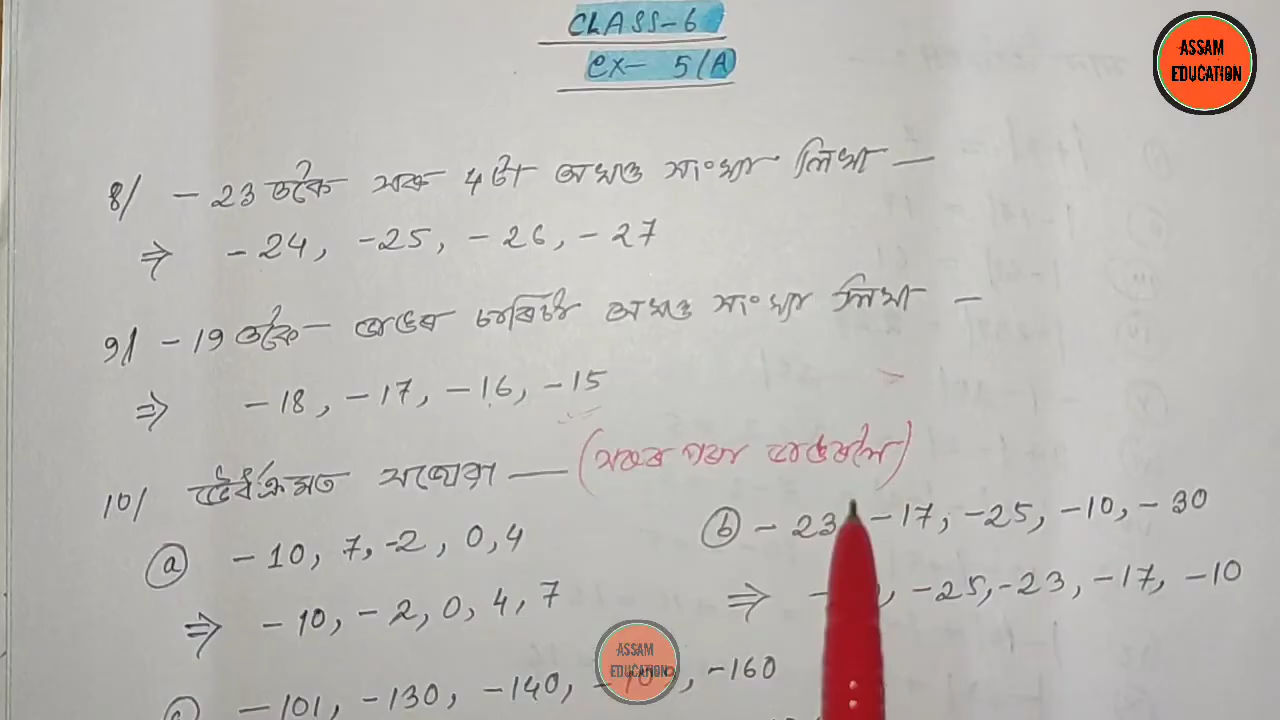 CLASS-6
Ex- 5/A
ASSAM
EDUCATION
8/ -23 তকৈ সৰু 4টা অখণ্ড সংখ্যা লিখা —
⇒ -24, -25, -26, -27
9/ -19 তকৈ — ডাঙৰ চাৰিটা অখণ্ড সংখ্যা লিখা —
⇒ -18, -17, -16, -15
10/ উৰ্ধক্ৰমত সজোৱা — (সৰুৰ পৰা ডাঙৰলৈ)
ⓐ -10, 7, -2, 0, 4
⇒ -10, -2, 0, 4, 7
ⓑ -23, -17, -25, -10, -30
⇒ -25, -23, -17, -10
-101, -130, -140, -160
ASSAM
EDUCATION